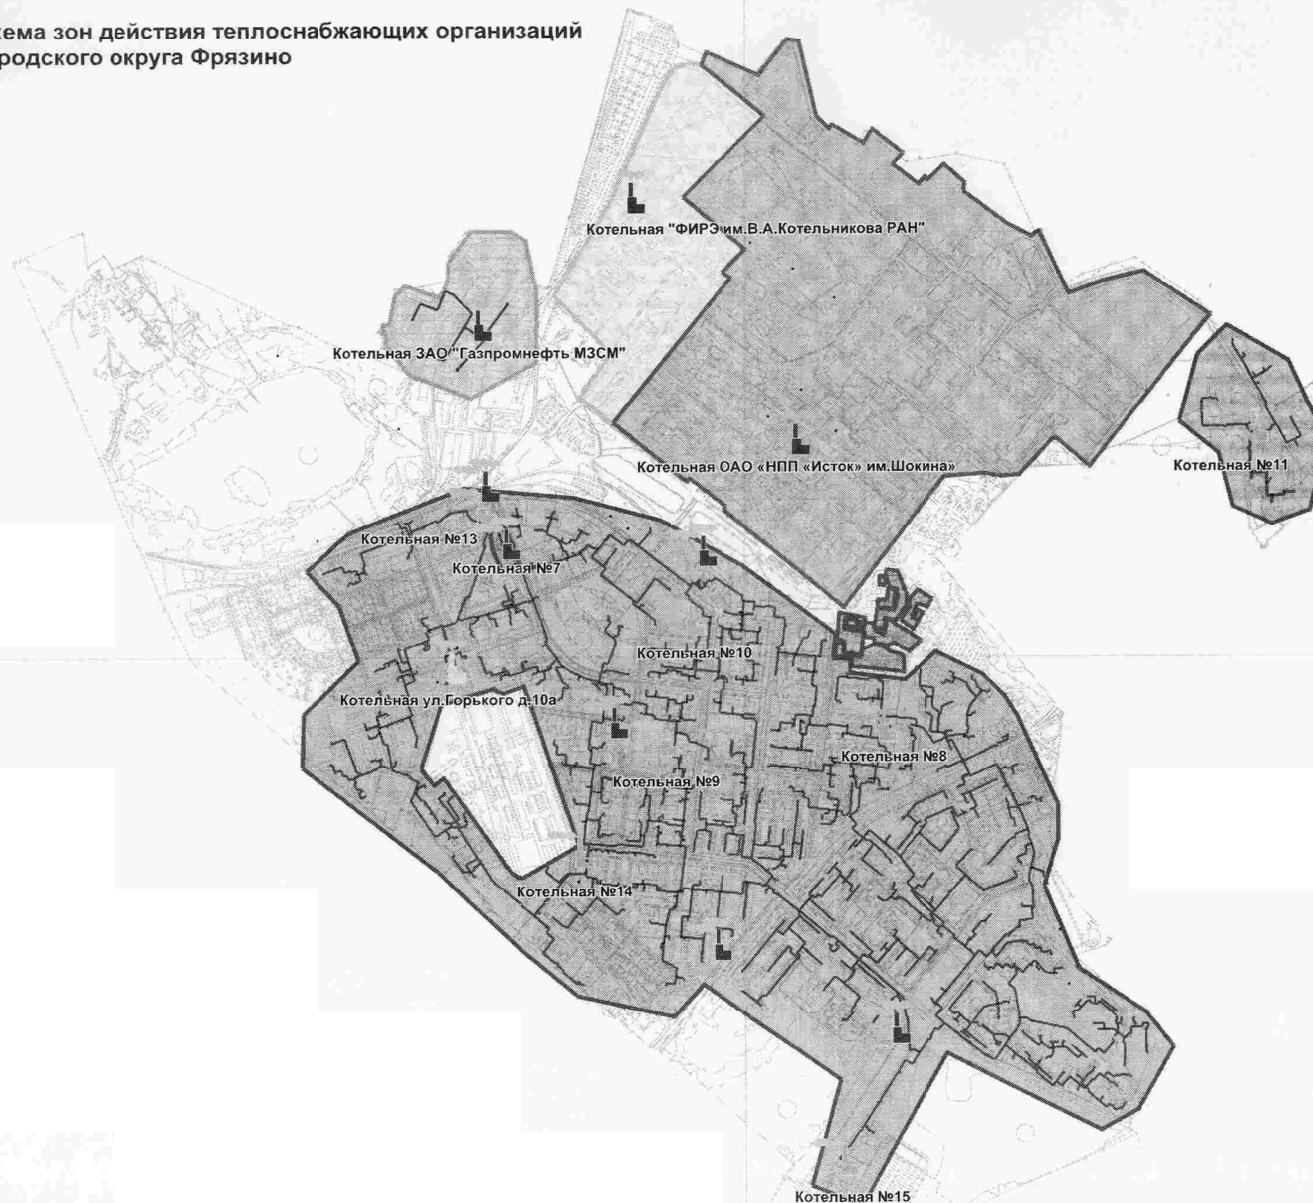 хема зон действия теплоснабжающих организаций
родского округа Фрязино
Котельная "ФИРЭ им.В.А.Котельникова РАН"
Котельная ЗАО "Газпромнефть МЗСМ"
Котельная ОАО «НПП «Исток» им.Шокина»
Котельная №11
Котельная №13
Котельная №7
Котельная №10
Котельная ул.Горького д.10а
Котельная №8
Котельная №9
Котельная №14
Котельная №15